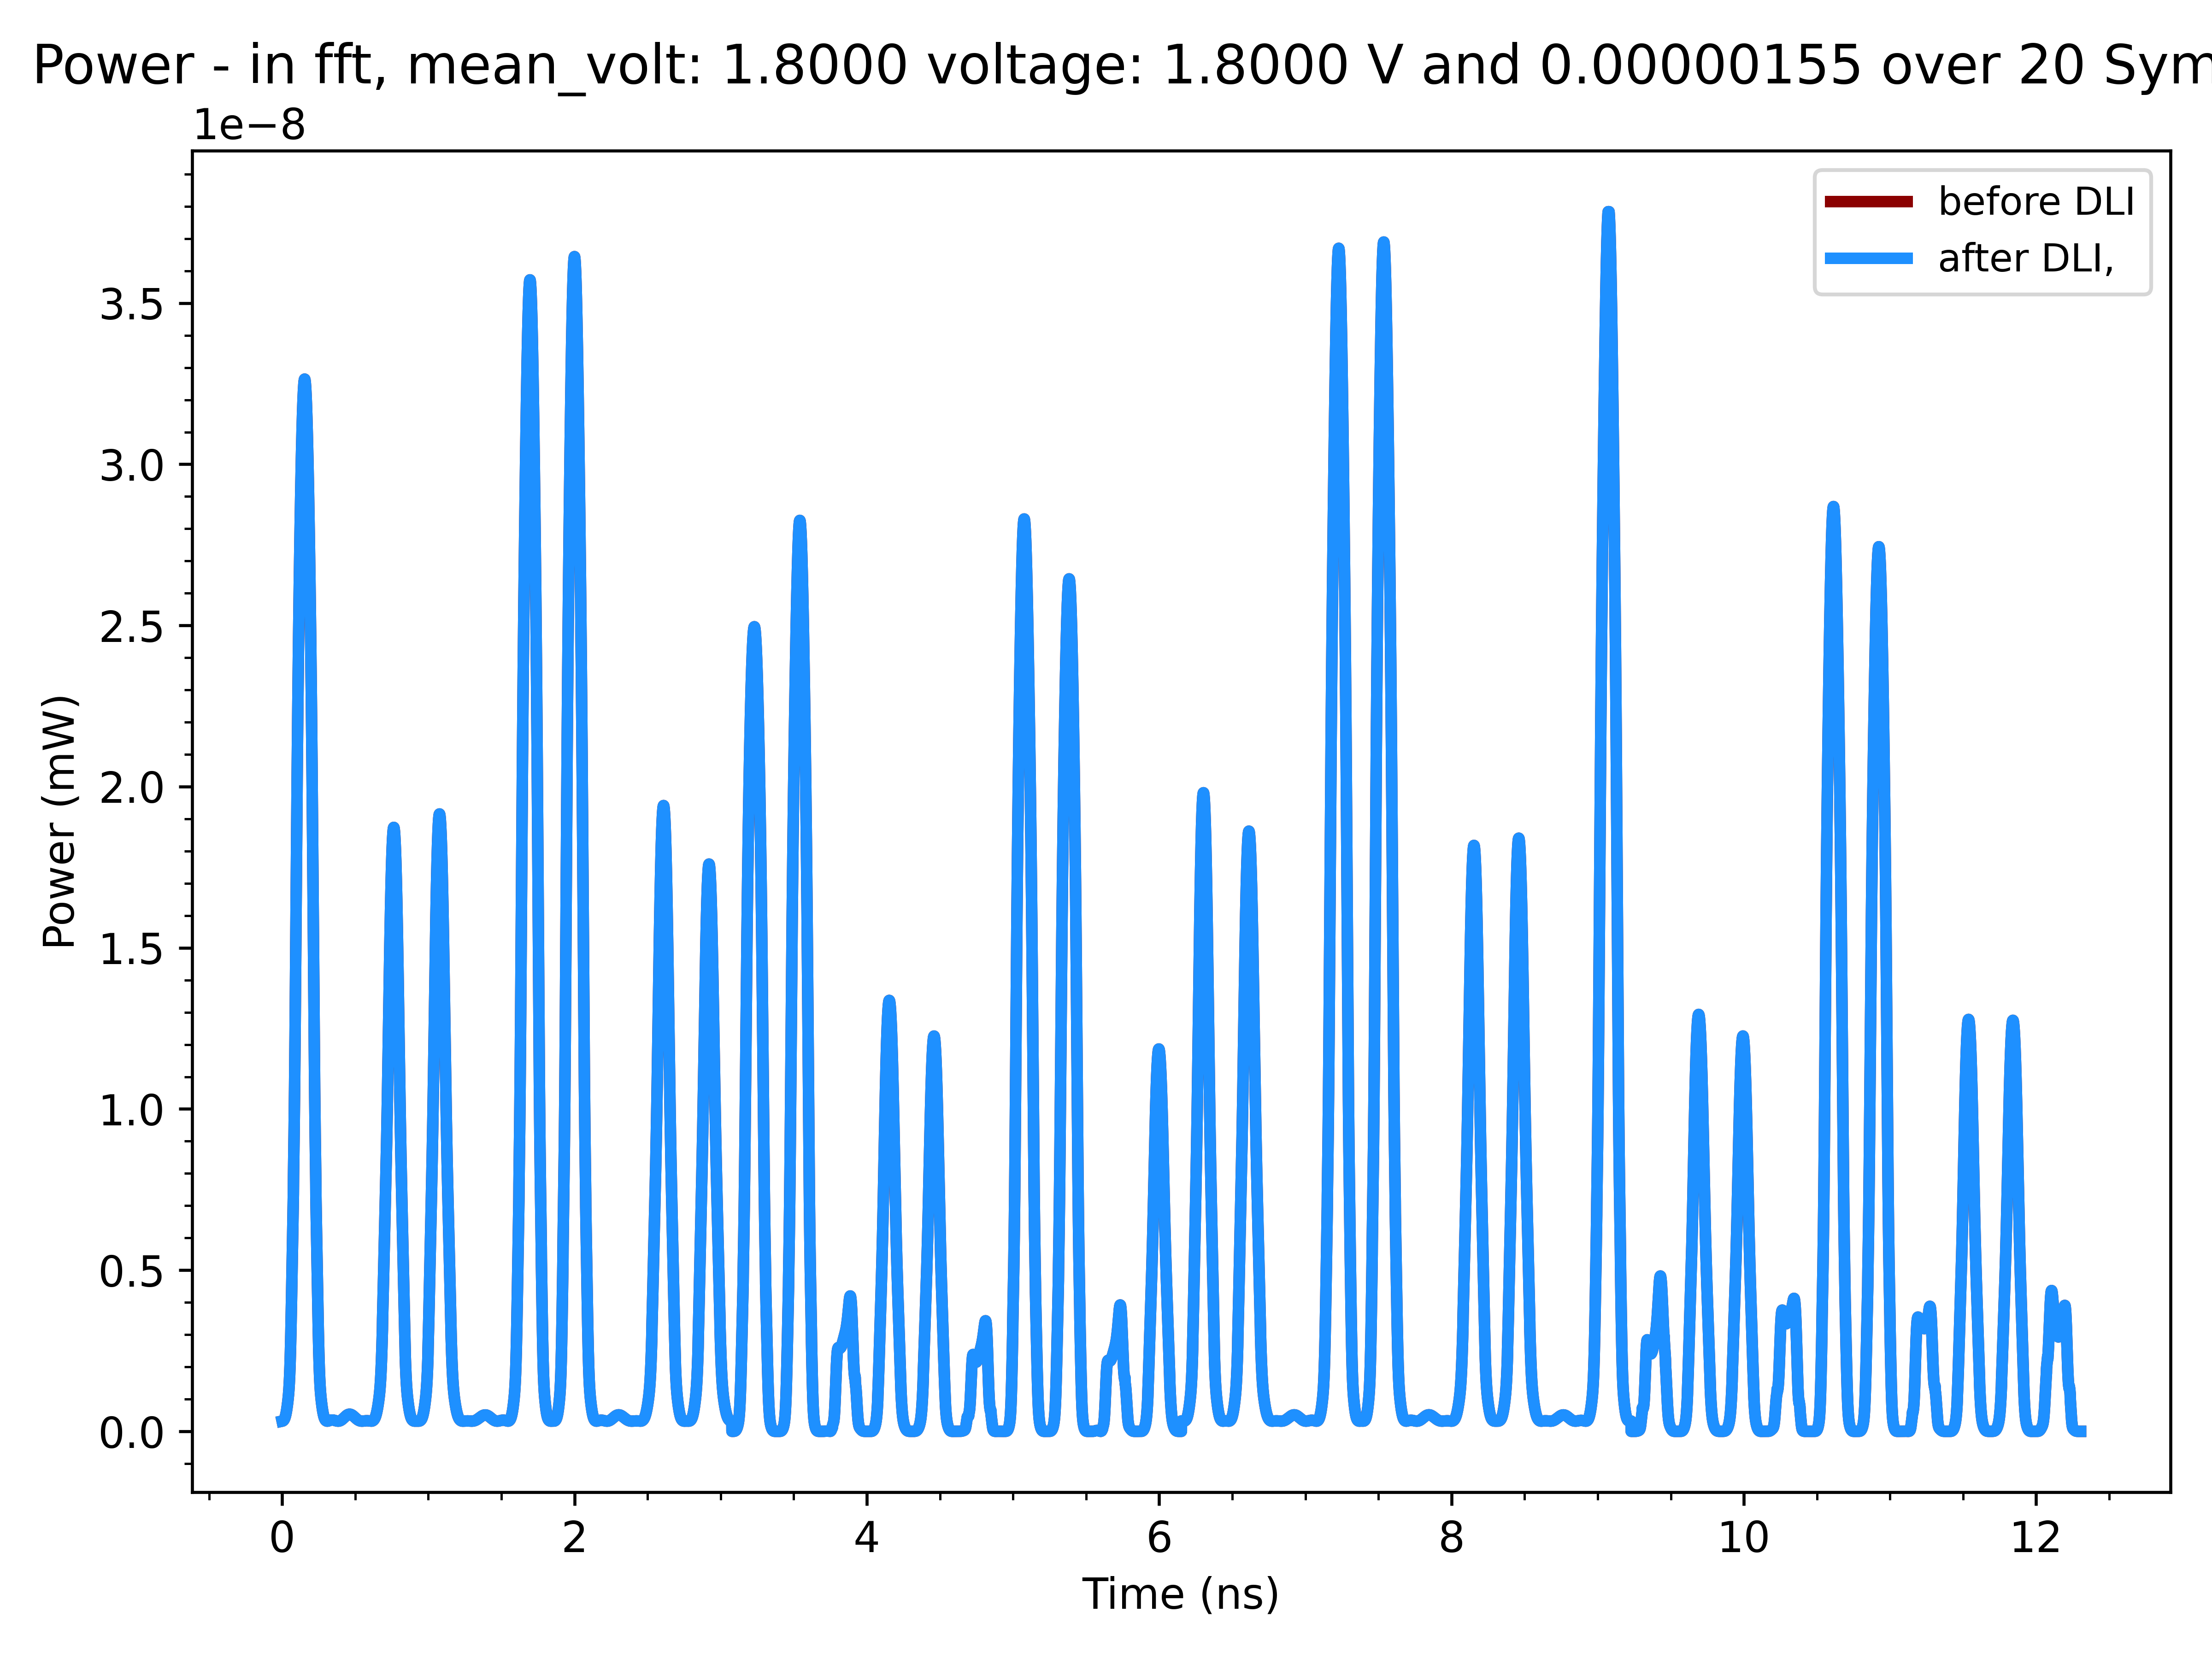 Power - in fft, mean_volt: 1.8000 voltage: 1.8000 V and 0.00000155 over 20 Sym
1e−8
before DLI
after DLI,
3.5
3.0
2.5
2.0
1.5
1.0
0.5
0.0
Power (mW)
0 2 4 6 8 10 12
Time (ns)